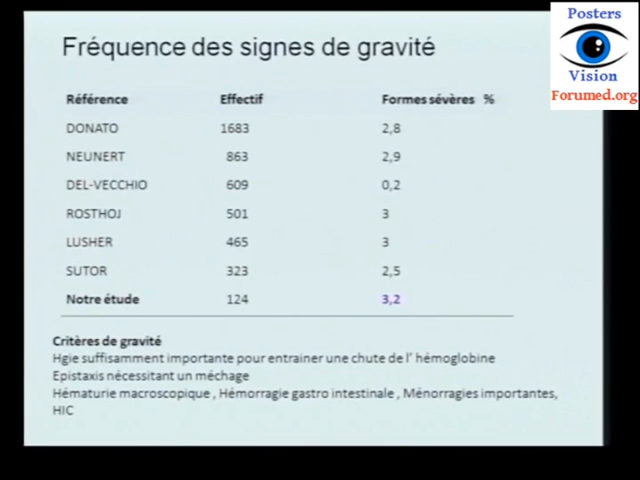 Posters
Vision
Forumed.org
Fréquence des signes de gravité
Référence Effectif Formes sévères %
DONATO 1683 2,8
NEUNERT 863 2,9
DEL-VECCHIO 609 0,2
ROSTHOJ 501 3
LUSHER 465 3
SUTOR 323 2,5
Notre étude 124 3,2
Critères de gravité
Hgie suffisamment importante pour entrainer une chute de l' hémoglobine
Epistaxis nécessitant un méchage
Hématurie macroscopique , Hémorragie gastro intestinale , Ménorragies importantes,
HIC